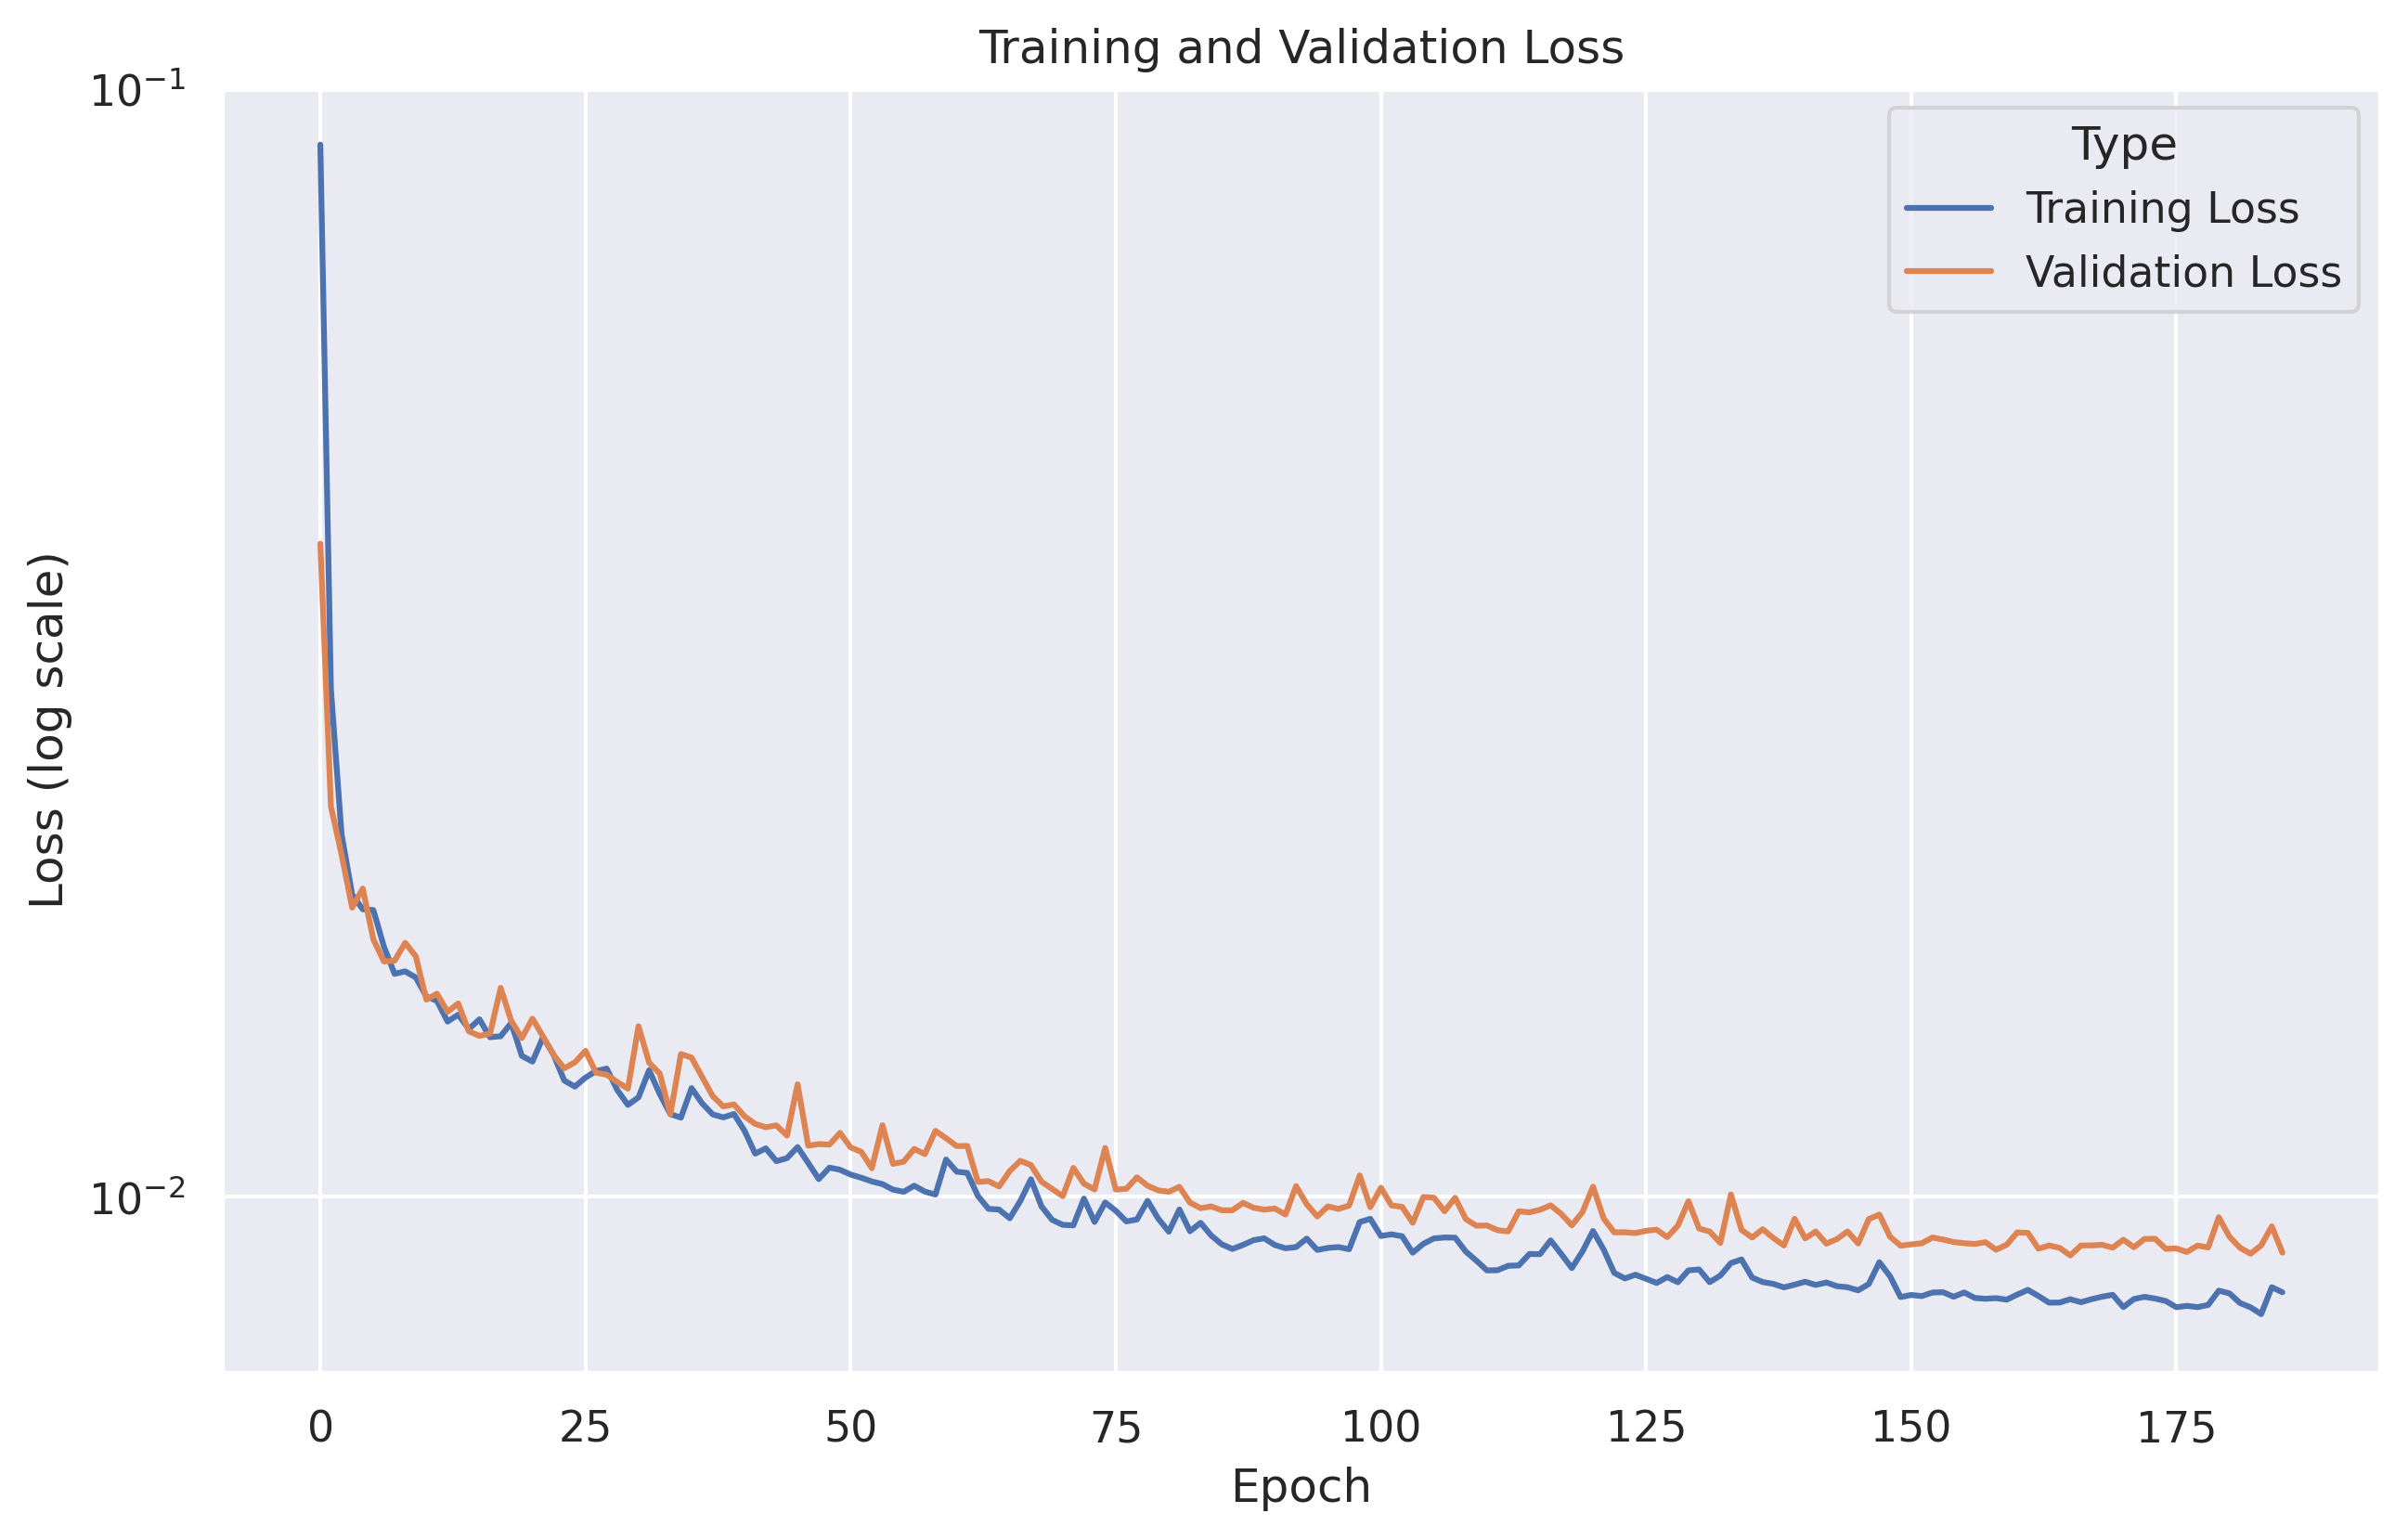 Training and Validation Loss
10⁻¹
Type
Training Loss
Validation Loss
Loss (log scale)
10⁻²
0 25 50 75 100 125 150 175
Epoch